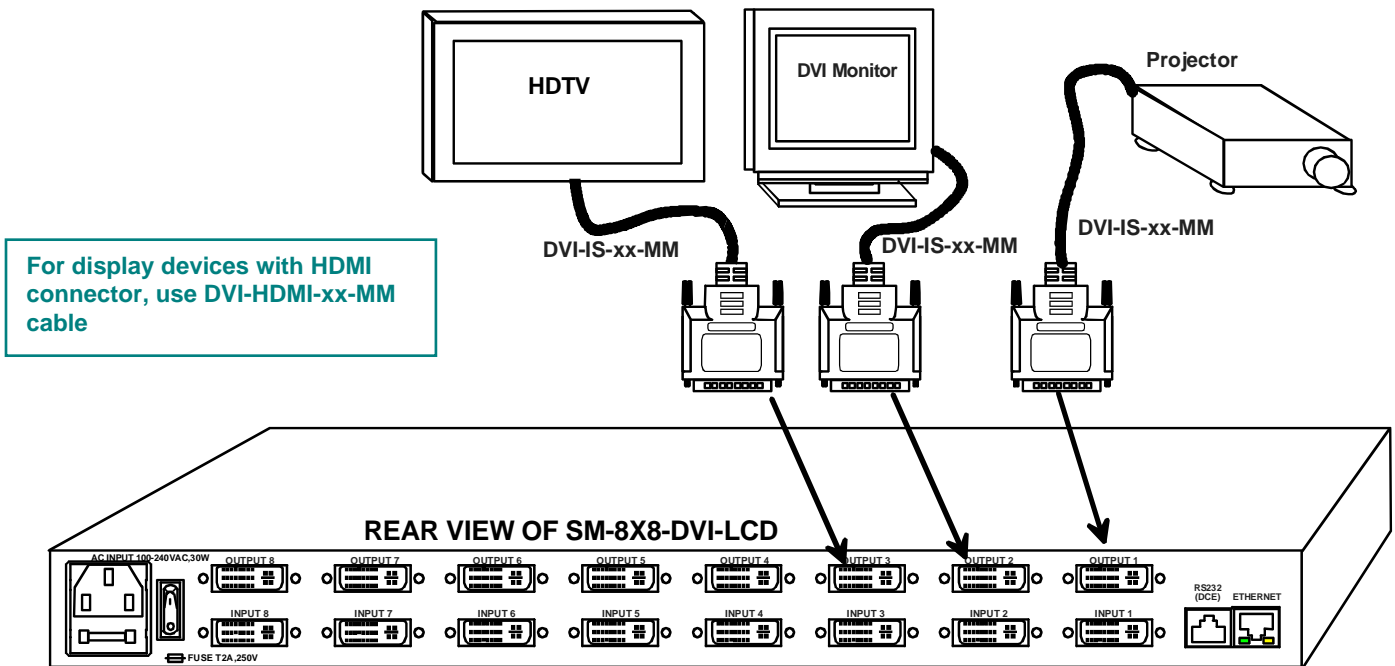 HDTV
DVI Monitor
Projector
DVI-IS-xx-MM
DVI-IS-xx-MM
DVI-IS-xx-MM
For display devices with HDMI
connector, use DVI-HDMI-xx-MM
cable
REAR VIEW OF SM-8X8-DVI-LCD
AC INPUT 100-240VAC,30W
OUTPUT 8
OUTPUT 7
OUTPUT 6
OUTPUT 5
OUTPUT 4
OUTPUT 3
OUTPUT 2
OUTPUT 1
RS232
(DCE)
ETHERNET
INPUT 8
INPUT 7
INPUT 6
INPUT 5
INPUT 4
INPUT 3
INPUT 2
INPUT 1
FUSE T2A,250V